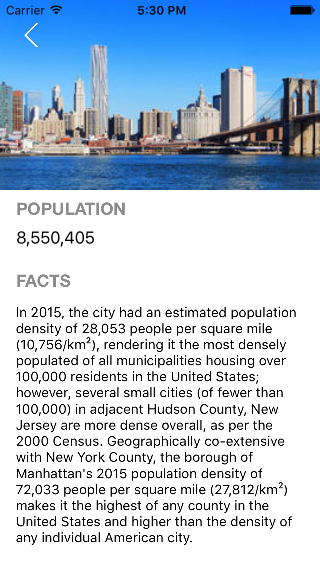 Carrier 5:30 PM
POPULATION
8,550,405
FACTS
In 2015, the city had an estimated population
density of 28,053 people per square mile
(10,756/km²), rendering it the most densely
populated of all municipalities housing over
100,000 residents in the United States;
however, several small cities (of fewer than
100,000) in adjacent Hudson County, New
Jersey are more dense overall, as per the
2000 Census. Geographically co-extensive
with New York County, the borough of
Manhattan's 2015 population density of
72,033 people per square mile (27,812/km²)
makes it the highest of any county in the
United States and higher than the density of
any individual American city.